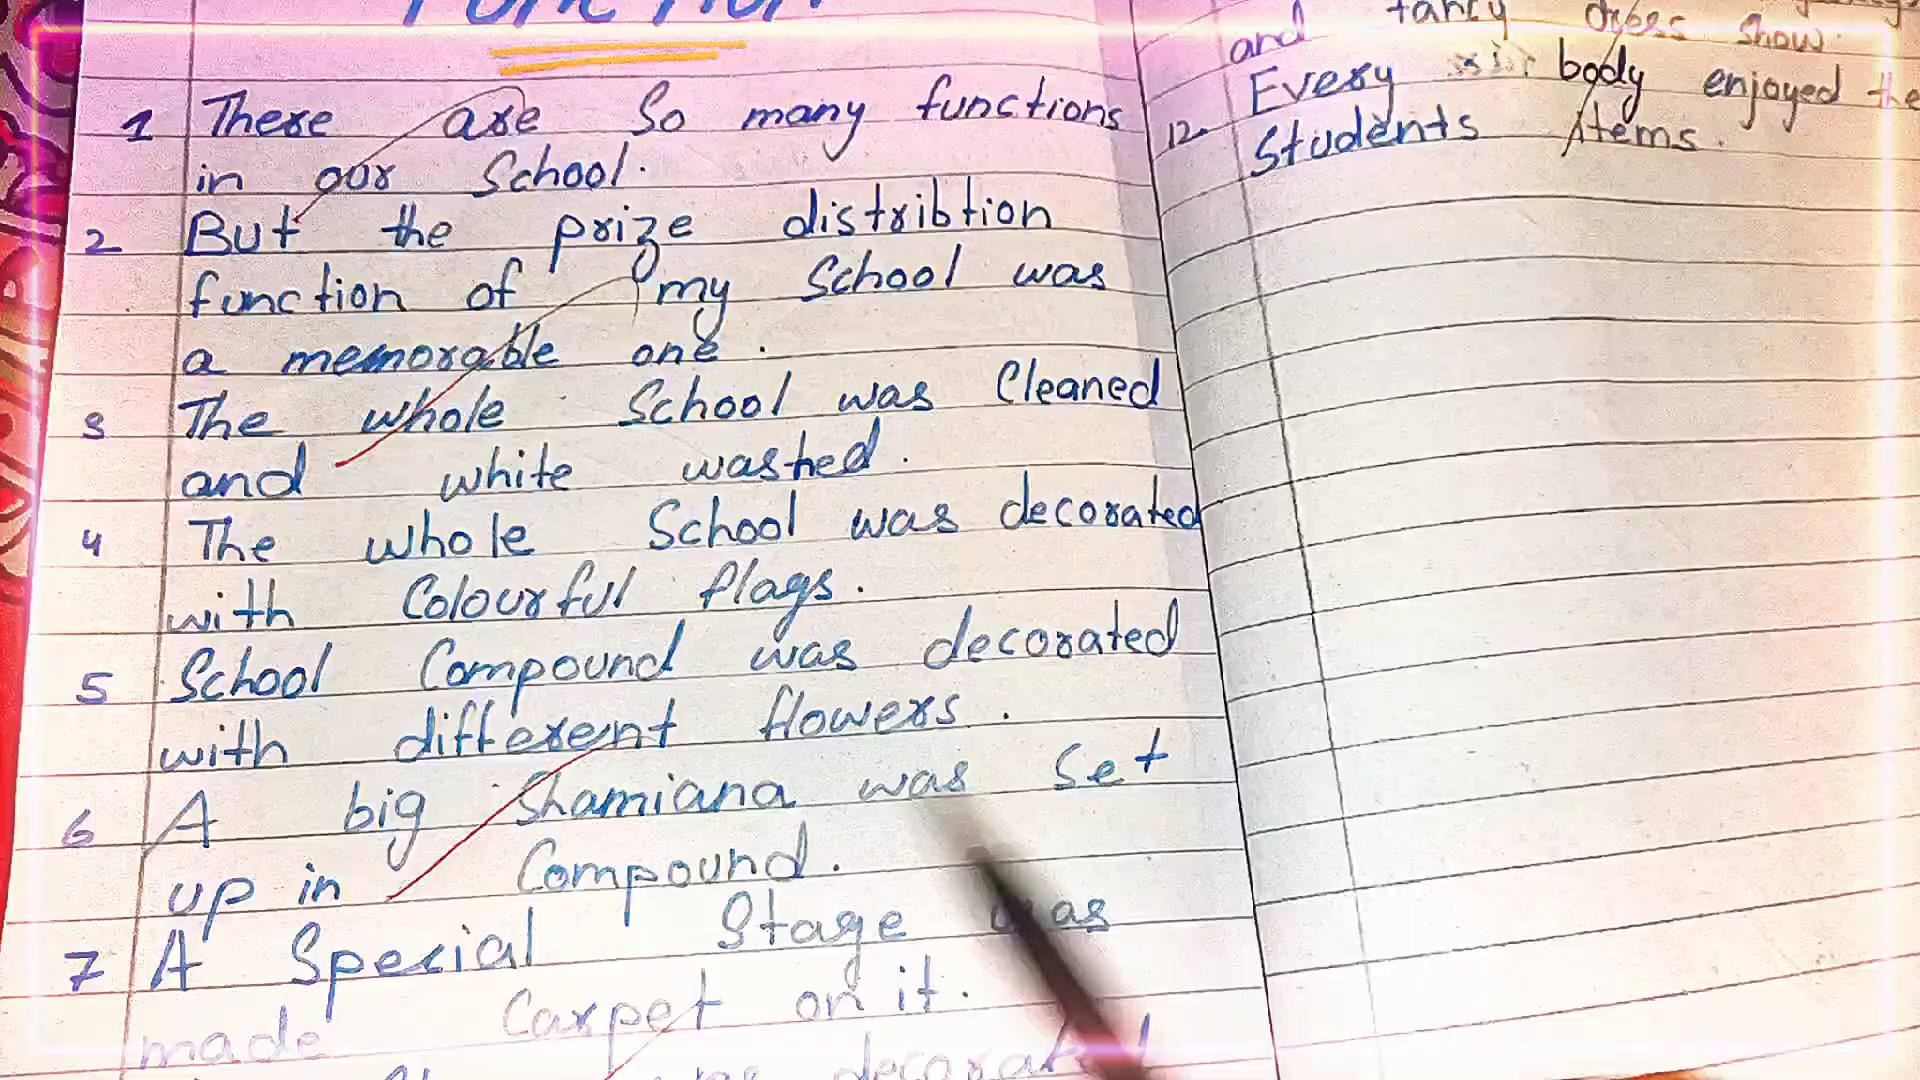 Function
1 There are So many functions
in our School.
2 But the prize distribtion
function of my School was
a memorable one.
3 The whole School was Cleaned
and white washed.
4 The whole School was decorated
with Colourful flags.
5 School Compound was decorated
with different flowers.
6 A big Shamiana was Set
up in Compound.
7 A Special Stage was
made Carpet on it.
decorated
and fancy dress show.
12. Every body enjoyed the
Students items.